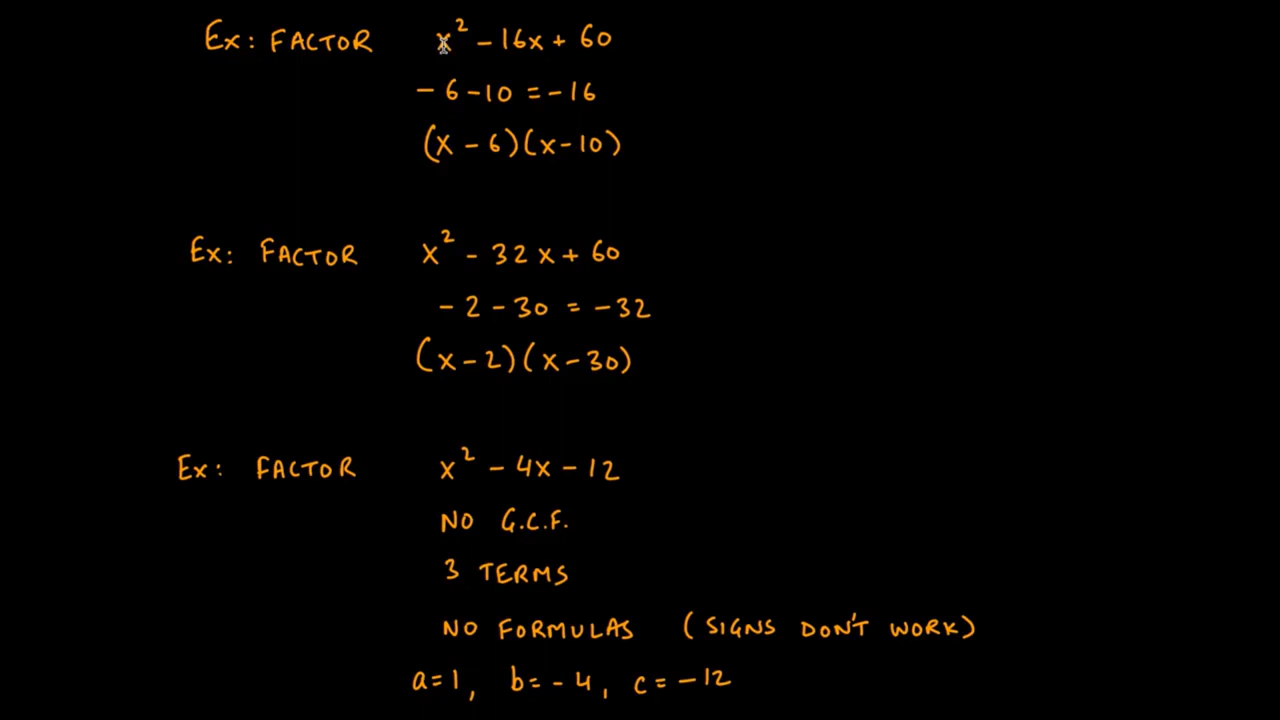 Ex: FACTOR x² - 16x + 60
- 6 - 10 = - 16
(x - 6)(x - 10)
Ex: FACTOR x² - 32x + 60
- 2 - 30 = - 32
(x - 2)(x - 30)
Ex: FACTOR x² - 4x - 12
NO G.C.F.
3 TERMS
NO FORMULAS (SIGNS DON'T WORK)
a = 1, b = - 4, c = - 12